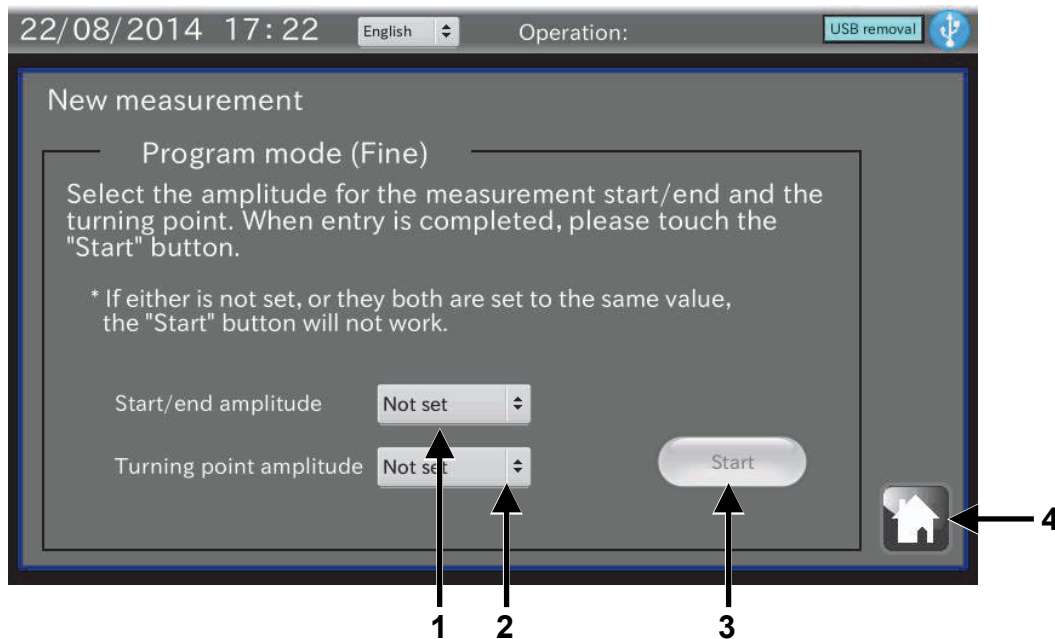 22/08/2014 17:22 English Operation: USB removal
New measurement
Program mode (Fine)
Select the amplitude for the measurement start/end and the
turning point. When entry is completed, please touch the
"Start" button.
* If either is not set, or they both are set to the same value,
the "Start" button will not work.
Start/end amplitude Not set
Turning point amplitude Not set Start
4
1 2 3